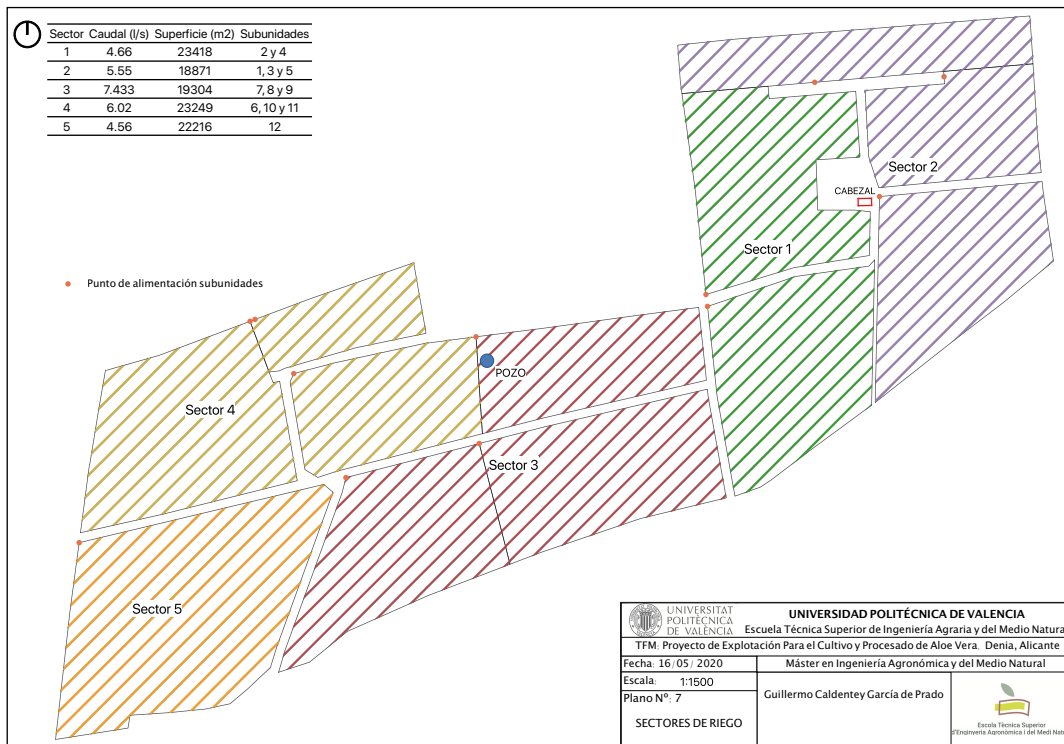 Sector Caudal (l/s) Superficie (m2) Subunidades
1 4.66 23418 2 y 4
2 5.55 18871 1, 3 y 5
3 7.433 19304 7, 8 y 9
4 6.02 23249 6, 10 y 11
5 4.56 22216 12
Sector 2
CABEZAL
Sector 1
Punto de alimentación subunidades
POZO
Sector 4
Sector 3
Sector 5
UNIVERSITAT
POLITÈCNICA
DE VALÈNCIA
UNIVERSIDAD POLITÉCNICA DE VALENCIA
Escuela Técnica Superior de Ingeniería Agraria y del Medio Natural
TFM: Proyecto de Explotación Para el Cultivo y Procesado de Aloe Vera. Denia, Alicante
Fecha: 16/05/2020
Máster en Ingeniería Agronómica y del Medio Natural
Escala: 1:1500
Plano Nº: 7
Guillermo Caldentey García de Prado
SECTORES DE RIEGO
Escola Tècnica Superior
d'Enginyeria Agronòmica i del Medi